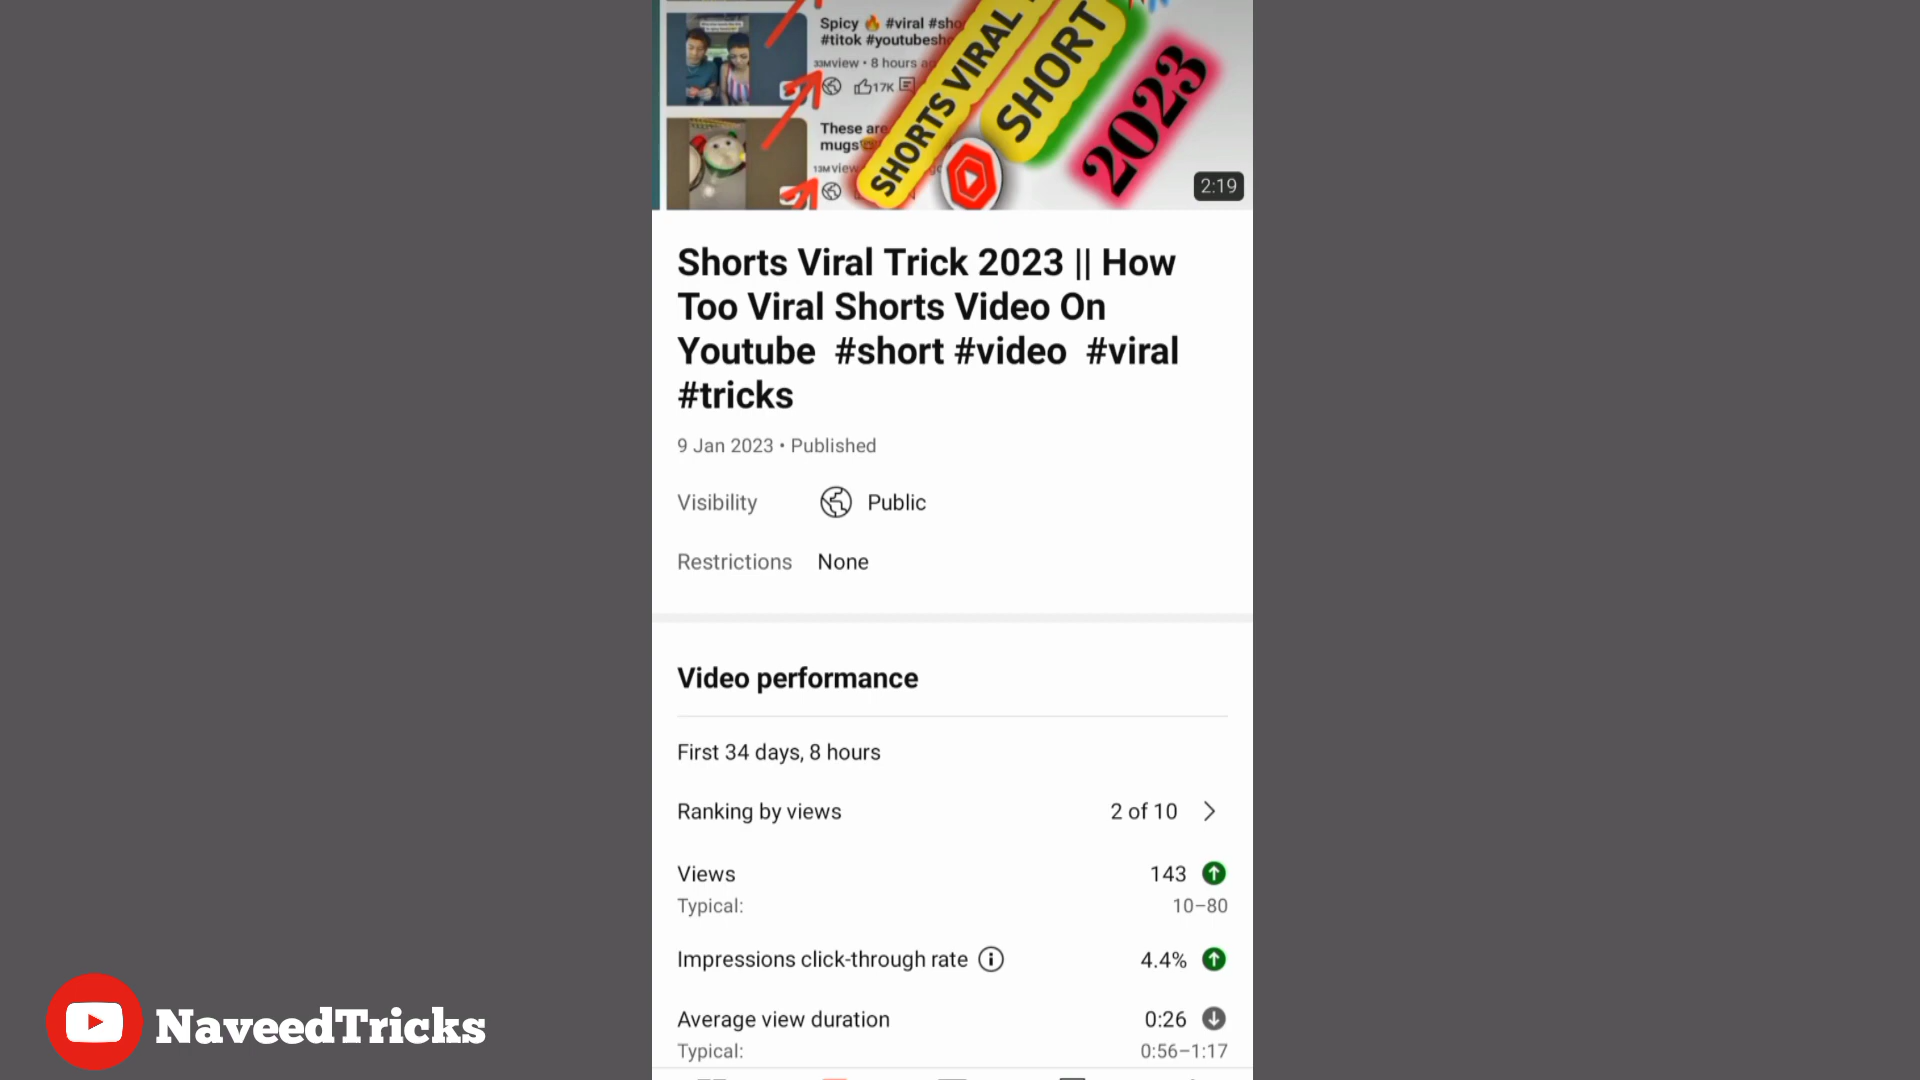 Spicy 🔥 #viral #sho
#titok #youtubesh
33Mview • 8 hours a
17K
These are
mugs
13Mview
SHORTS VIRAL
SHORT
2023
2:19
Shorts Viral Trick 2023 || How
Too Viral Shorts Video On
Youtube #short #video #viral
#tricks
9 Jan 2023 • Published
Visibility Public
Restrictions None
Video performance
First 34 days, 8 hours
Ranking by views 2 of 10
Views 143
Typical: 10–80
Impressions click-through rate 4.4%
Average view duration 0:26
Typical: 0:56–1:17
NaveedTricks